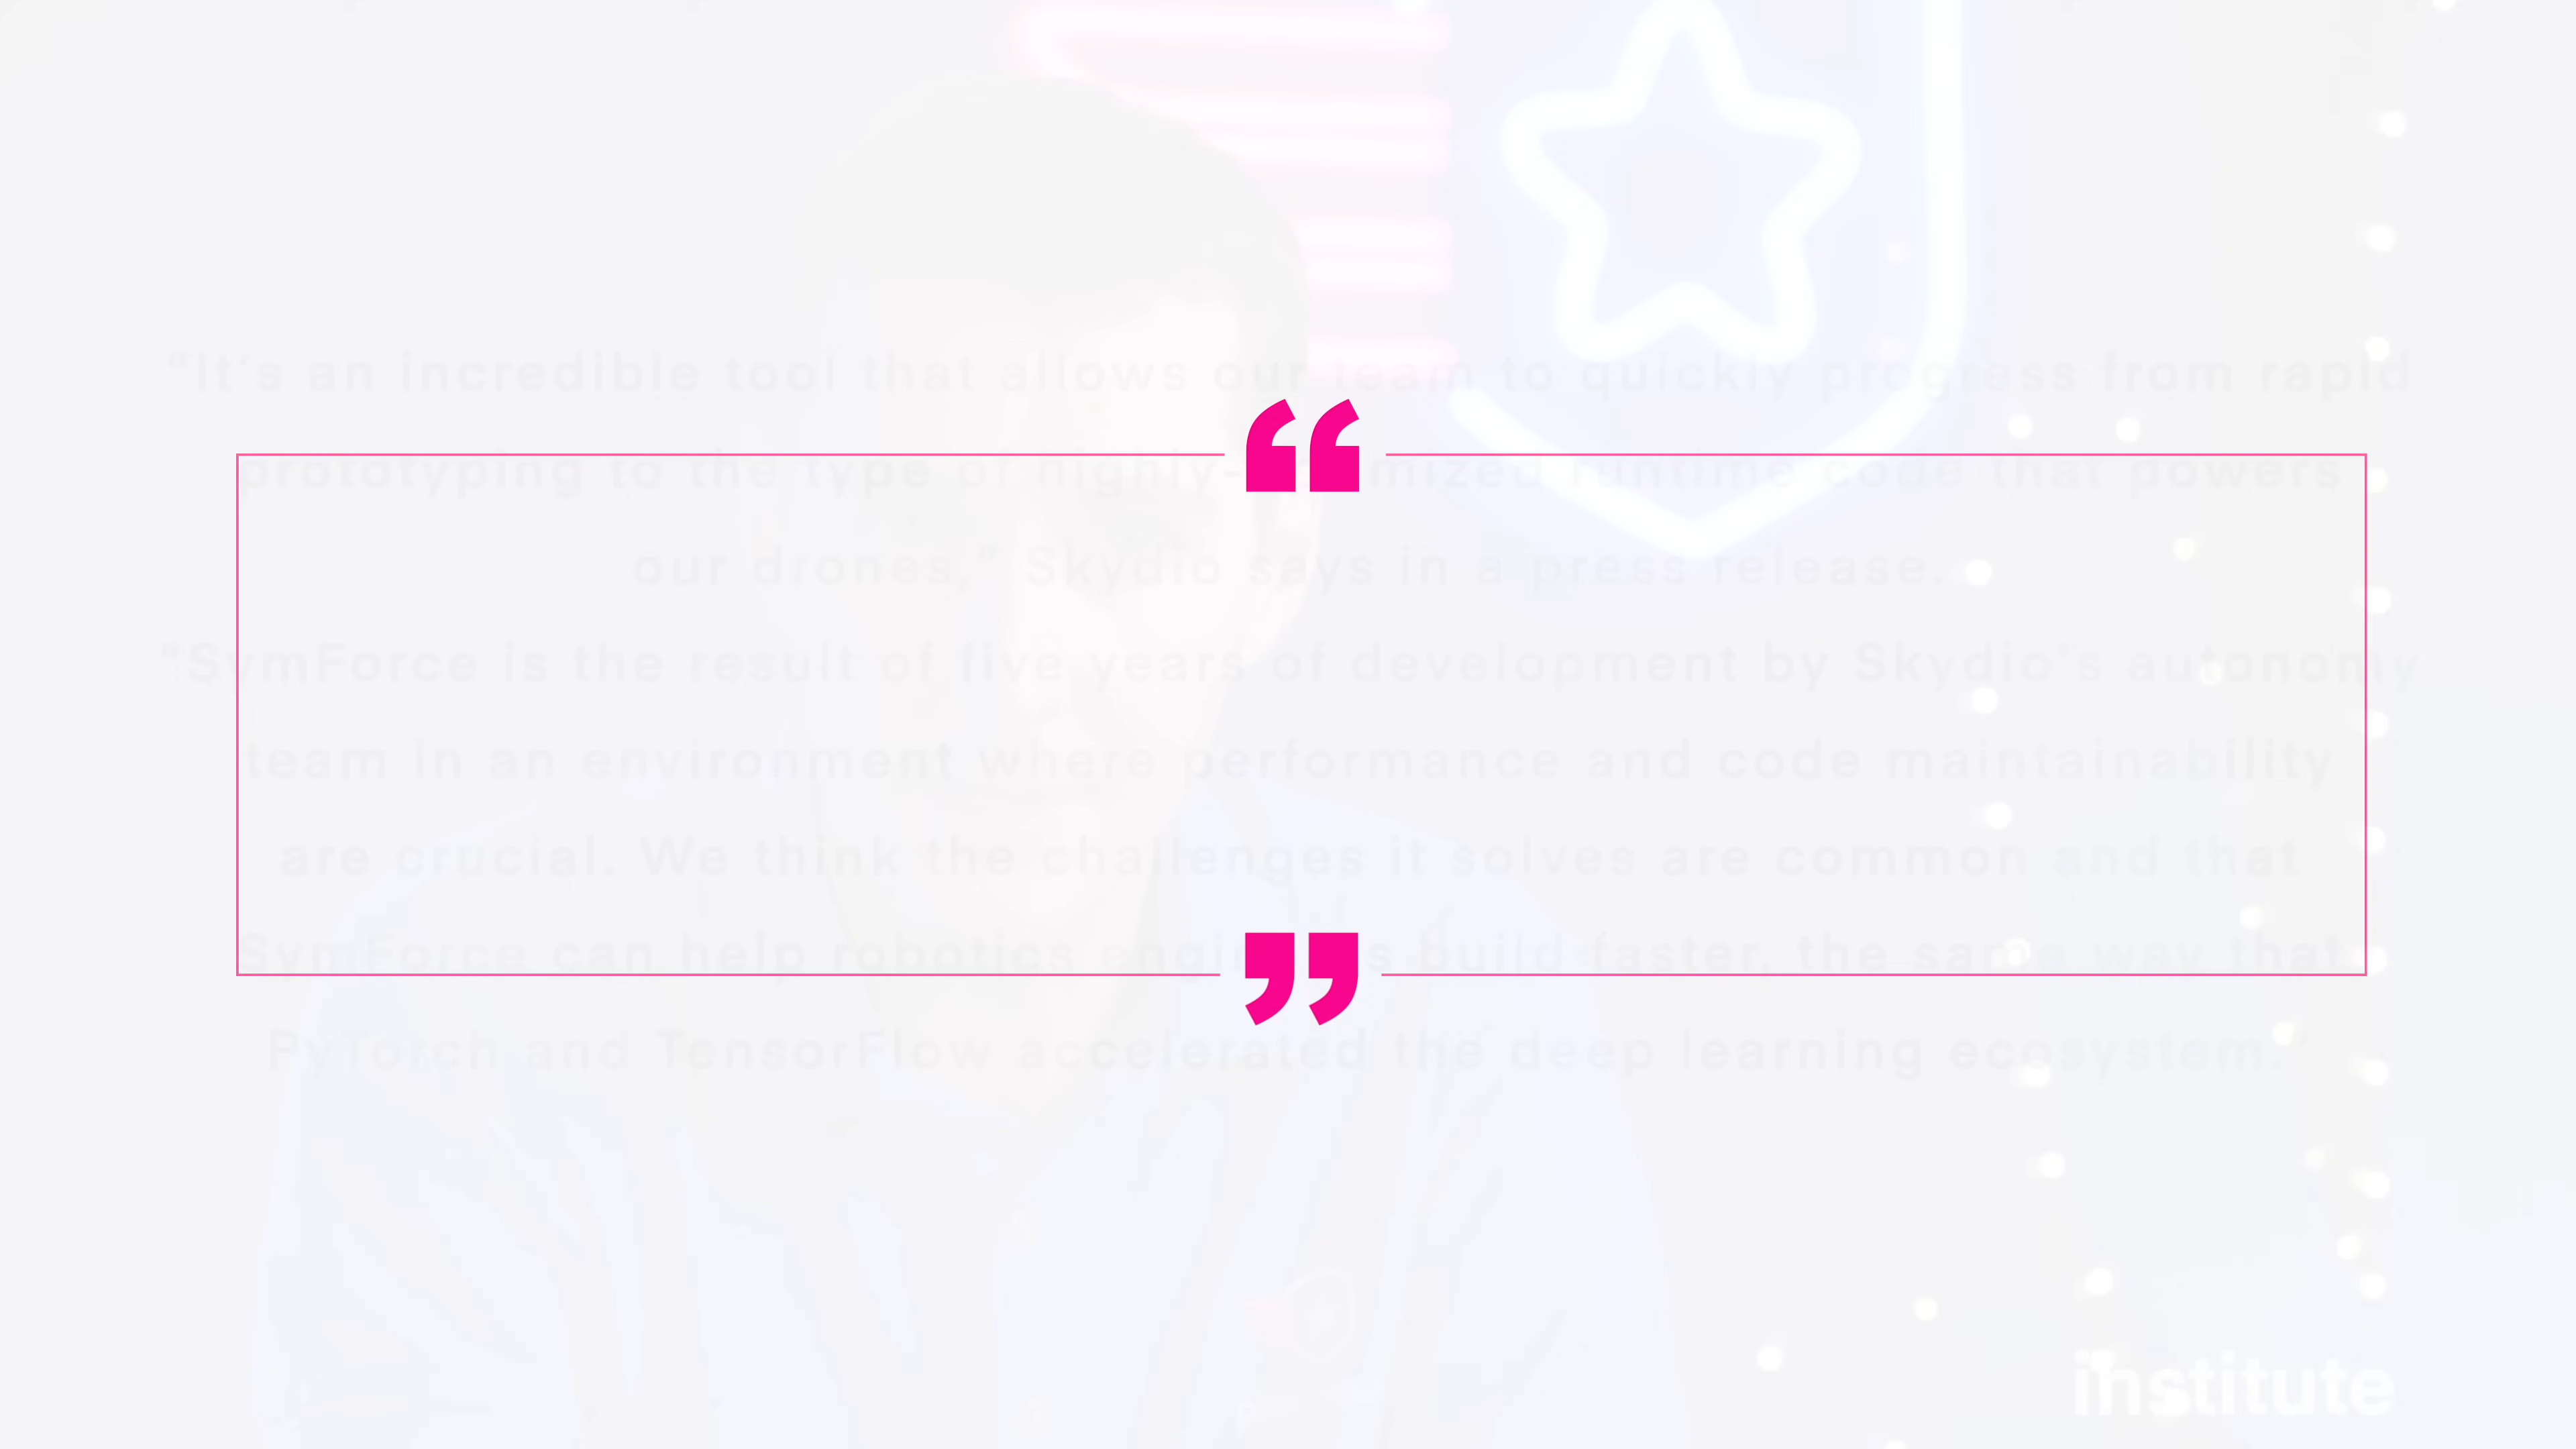 “It's an incredible tool that allows our team to quickly progress from rapid
prototyping to the type of highly- runtime code that powers
our drones,” Skydio says in a press release.
"SymForce is the result of five years of development by Skydio's autonomy
team in an environment where performance and code maintainability
are crucial. We think the challenges it solves are common and that
SymForce can help robotics build faster, the same way that
PyTorch and TensorFlow accelerated the deep learning ecosystem.
institute